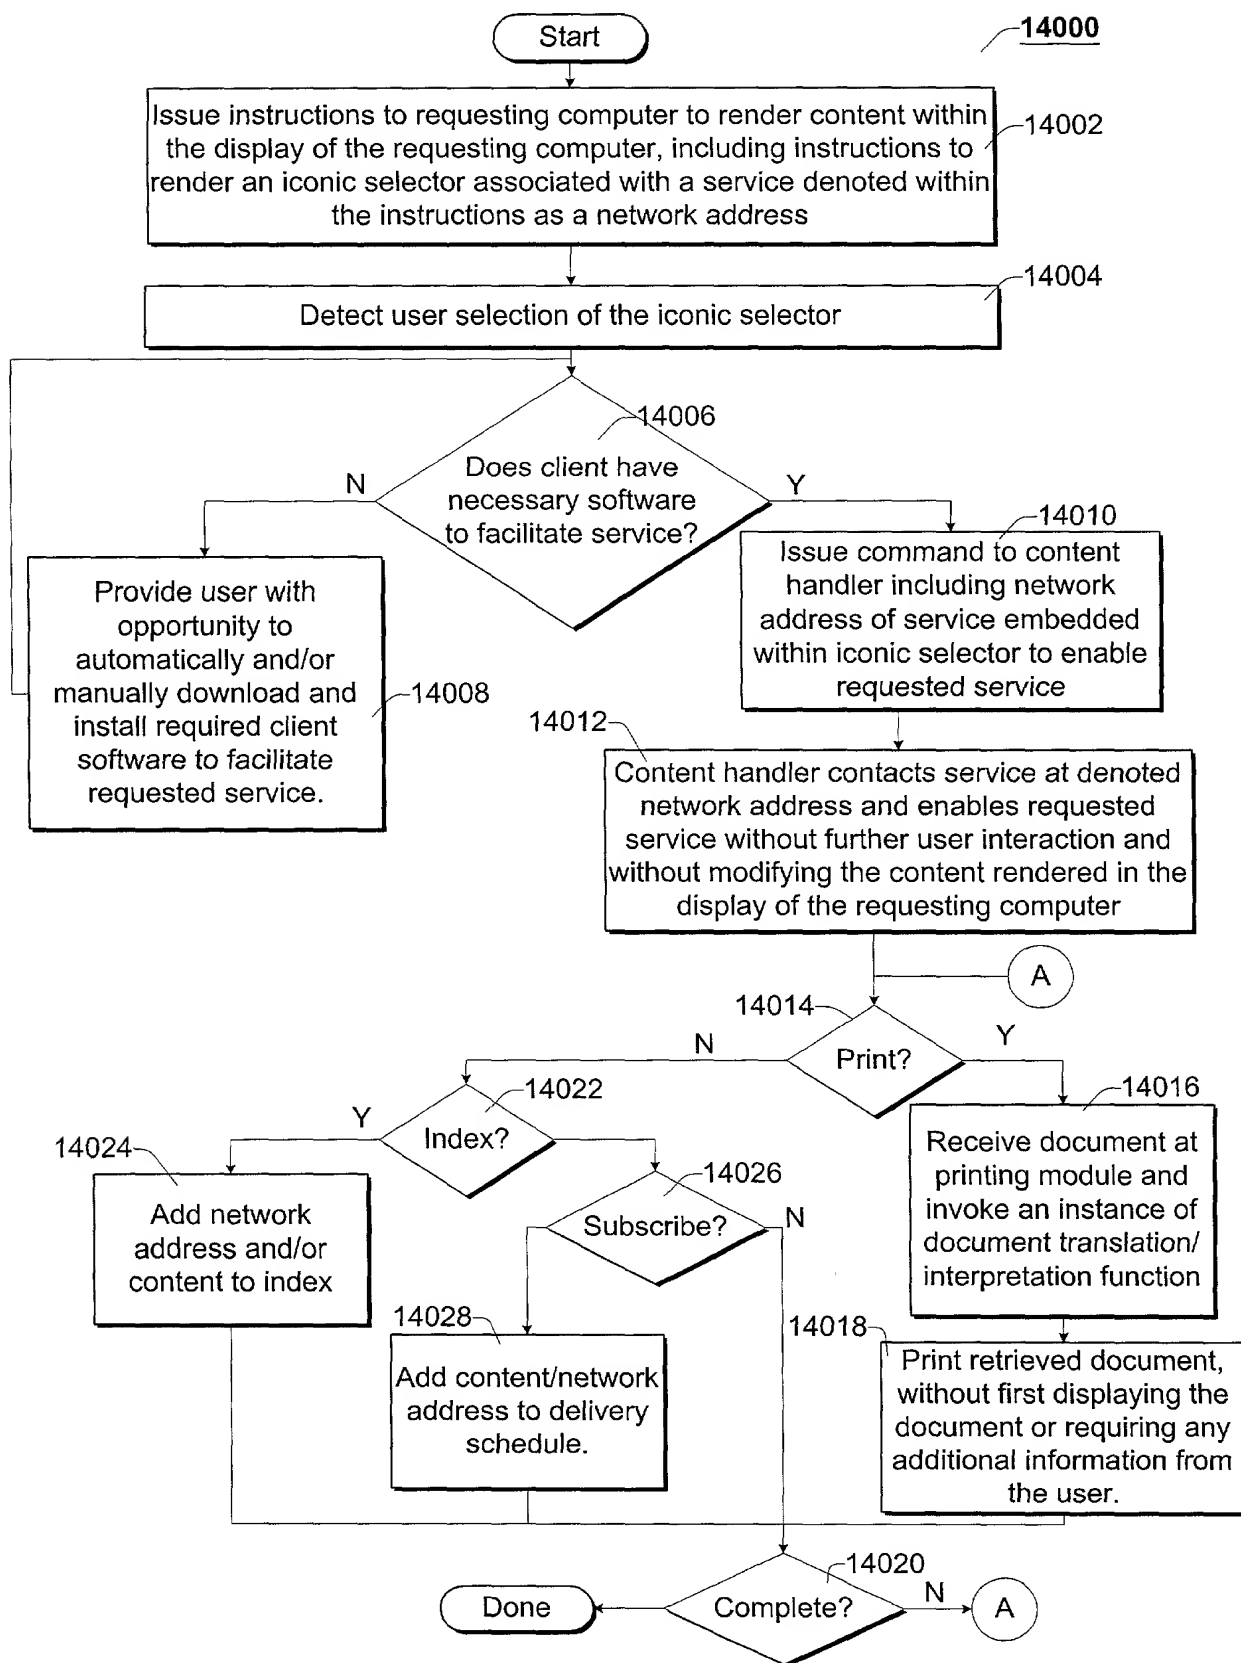 Start
14000
Issue instructions to requesting computer to render content within
the display of the requesting computer, including instructions to
render an iconic selector associated with a service denoted within
the instructions as a network address
14002
14004
Detect user selection of the iconic selector
14006
Does client have
necessary software
to facilitate service?
N
Y
Provide user with
opportunity to
automatically and/or
manually download and
install required client
software to facilitate
requested service.
14008
14010
Issue command to content
handler including network
address of service embedded
within iconic selector to enable
requested service
14012
Content handler contacts service at denoted
network address and enables requested
service without further user interaction and
without modifying the content rendered in the
display of the requesting computer
A
14014
Print?
N
Y
14022
Index?
Y
14016
Receive document at
printing module and
invoke an instance of
document translation/
interpretation function
14024
Add network
address and/or
content to index
14026
Subscribe?
N
14028
Add content/network
address to delivery
schedule.
14018
Print retrieved document,
without first displaying the
document or requiring any
additional information from
the user.
14020
Complete?
N
A
Done